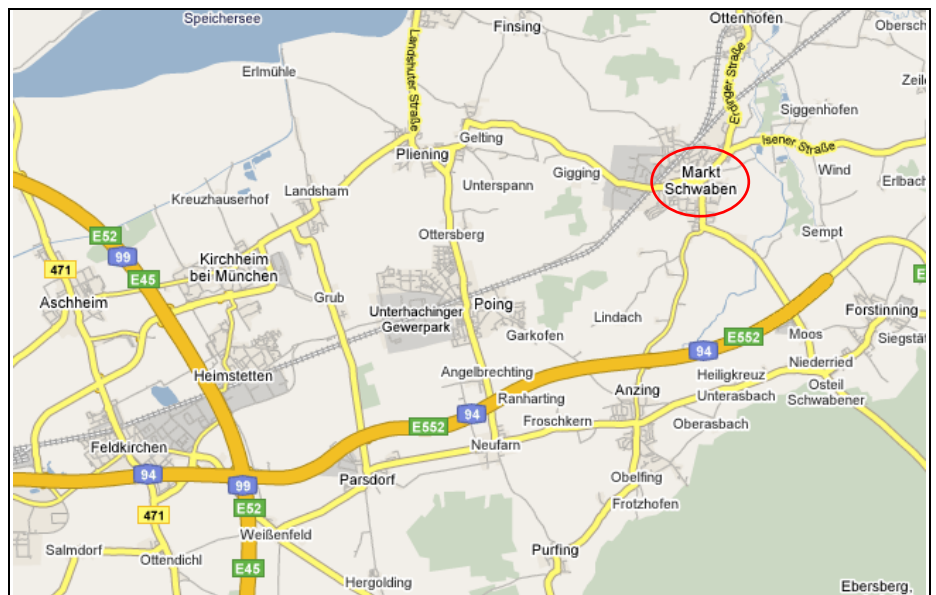 Speichersee
Finsing
Ottenhofen
Obersch
Landshuter Straße
Erlmühle
Erdinger Straße
Zeil
Siggenhofen
Gelting
Isener Straße
Pliening
Gigging
Markt
Schwaben
Wind
Erlbach
Unterspann
Landsham
Kreuzhauserhof
Ottersberg
Sempt
E52
99
Kirchheim
bei München
471
E45
E
Aschheim
Grub
Unterhachinger
Gewerpark
Poing
Lindach
Forstinning
Garkofen
E552
Moos
Siegstät
94
Niederried
Heimstetten
Angelbrechting
Heiligkreuz
Anzing
Osteil
Schwabener
Ranharting
Unterasbach
94
Froschkern
Oberasbach
E552
Feldkirchen
Neufarn
94
99
Parsdorf
Obelfing
Frotzhofen
E52
471
Weißenfeld
Salmdorf
Ottendichl
Purfing
E45
Hergolding
Ebersberg,